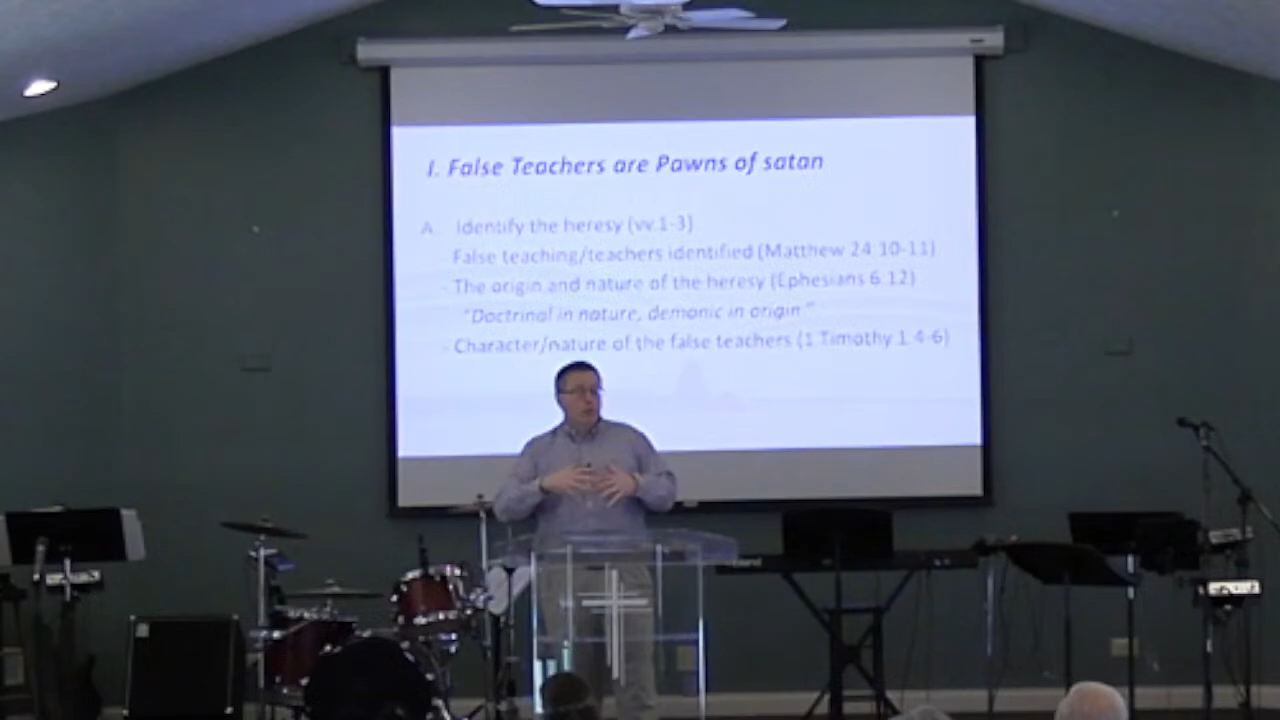 I. False Teachers are Pawns of satan
A. Identify the heresy (vv.1-3)
False teaching/teachers identified (Matthew 24:10-11)
- The origin and nature of the heresy (Ephesians 6:12)
"Doctrinal in nature, demonic in origin."
- Character/nature of the false teachers (1 Timothy 1:4-6)
Roland